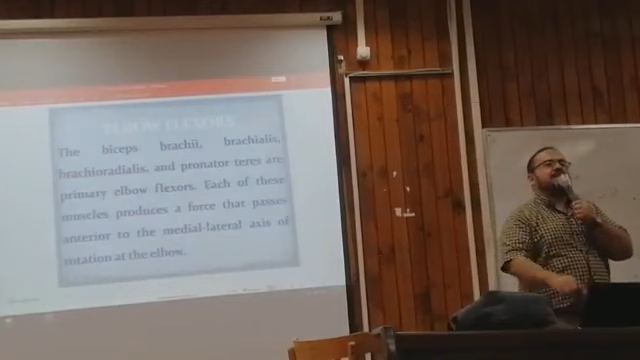 ELBOW FLEXORS
The biceps brachii, brachialis,
brachioradialis, and pronator teres are
primary elbow flexors. Each of these
muscles produces a force that passes
anterior to the medial-lateral axis of
rotation at the elbow.